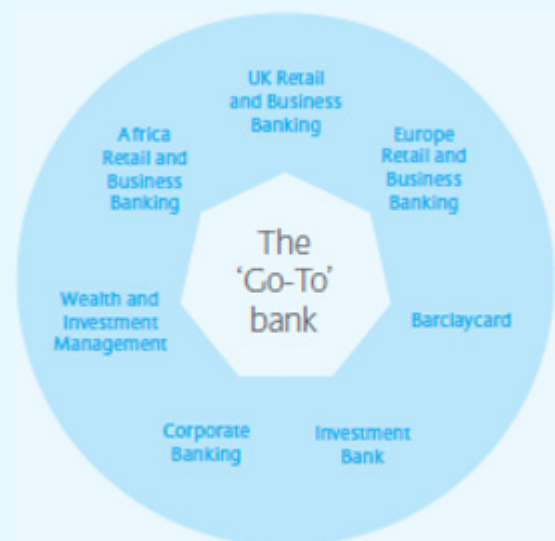 UK Retail
and Business
Banking
Africa
Retail and
Business
Banking
Europe
Retail and
Business
Banking
The
‘Go-To’
bank
Wealth and
Investment
Management
Barclaycard
Corporate
Banking
Investment
Bank